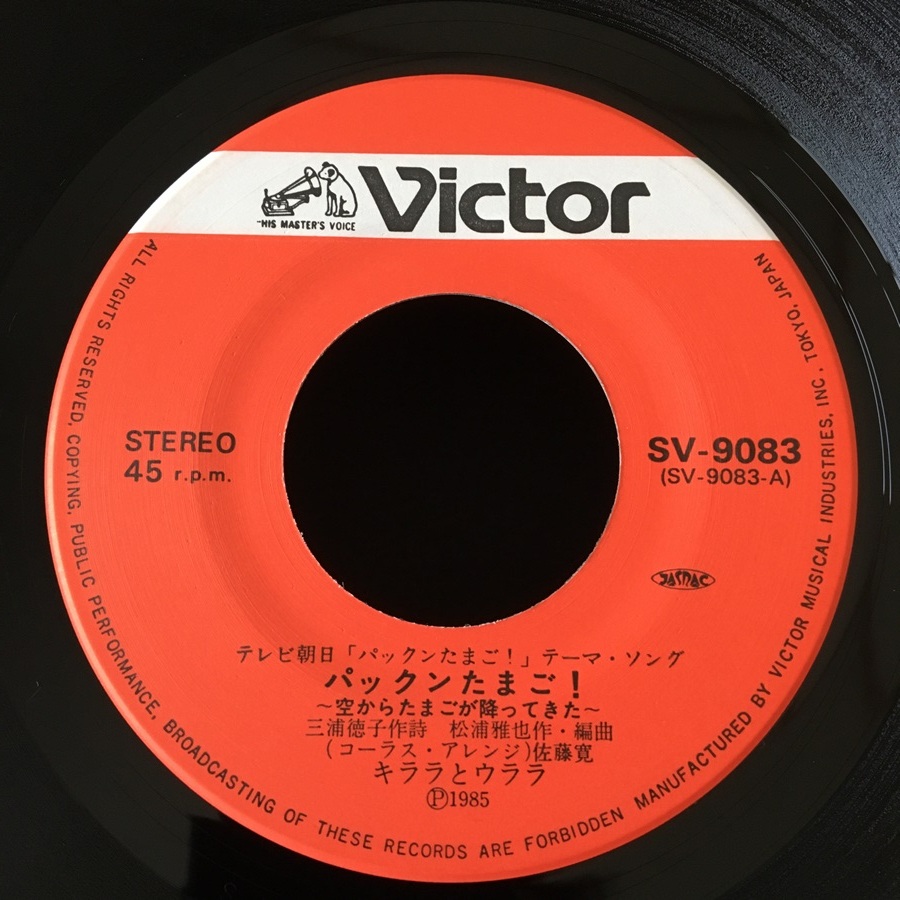 "HIS MASTER'S VOICE
Victor
STEREO
45 r.p.m.
SV-9083
(SV-9083-A)
JASRAC
テレビ朝日「パックンたまご!」テーマ・ソング
パックンたまご!
~空からたまごが降ってきた~
三浦徳子作詩 松浦雅也作・編曲
(コーラス・アレンジ)佐藤寛
キララとウララ
Ⓟ1985
ALL RIGHTS RESERVED. COPYING, PUBLIC PERFORMANCE, BROADCASTING OF THESE RECORDS ARE FORBIDDEN MANUFACTURED BY VICTOR MUSICAL INDUSTRIES, INC. TOKYO, JAPAN